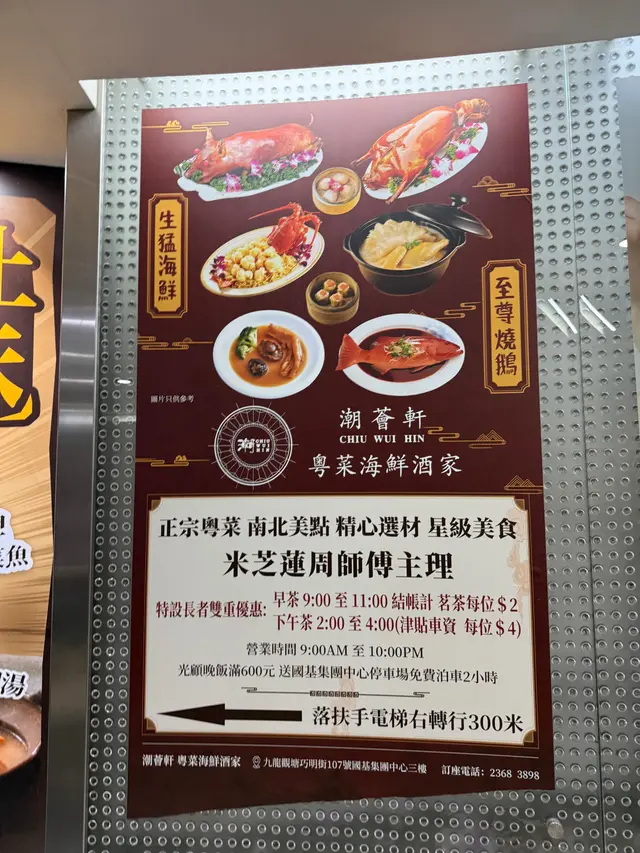 生猛海鮮
至尊燒鵝
圖片只供參考
潮
CHIU
WUI
HIN
潮薈軒
CHIU WUI HIN
粵菜海鮮酒家
正宗粵菜 南北美點 精心選材 星級美食
米芝蓮周師傅主理
特設長者雙重優惠: 早茶 9:00 至 11:00 結帳計 茗茶每位$2
下午茶 2:00 至 4:00(津貼車資 每位$4)
營業時間 9:00AM 至 10:00PM
光顧晚飯滿600元 送國基集團中心停車場免費泊車2小時
落扶手電梯右轉行300米
潮薈軒 粵菜海鮮酒家 九龍觀塘巧明街107號國基集團中心三樓 訂座電話: 2368 3898
魚
湯